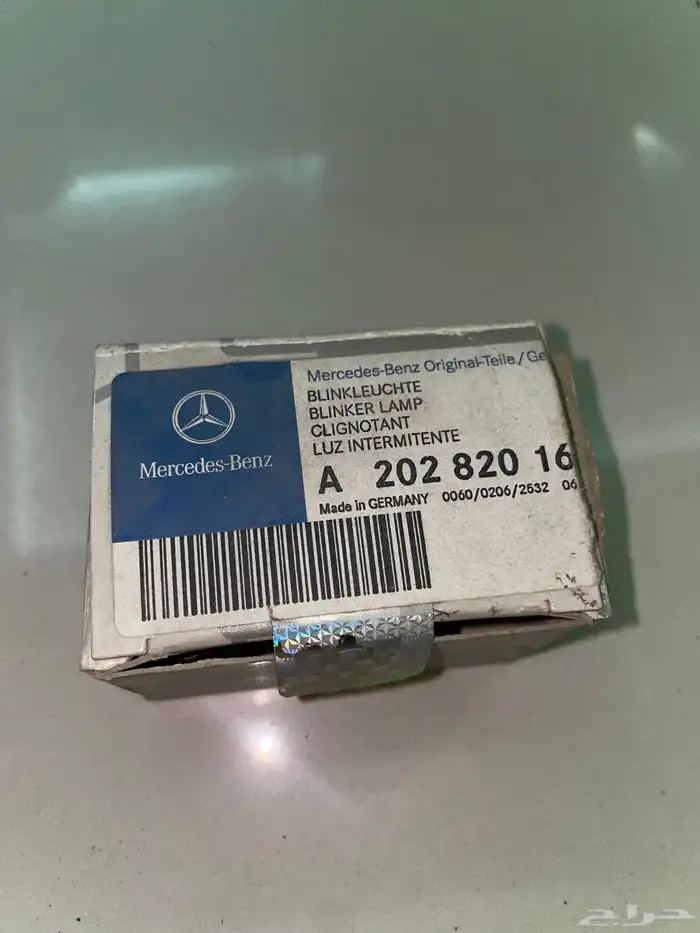 Mercedes-Benz Original-Teile/Ge
BLINKLEUCHTE
BLINKER LAMP
CLIGNOTANT
LUZ INTERMITENTE
Mercedes-Benz
A 202 820 16
Made in GERMANY 0060/0206/2532 06
حراج